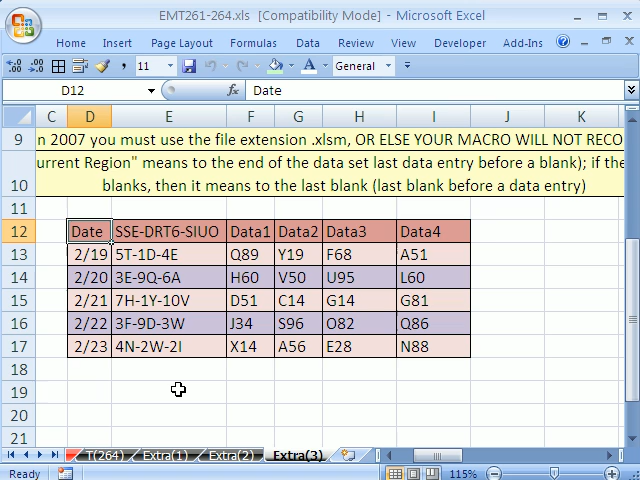 EMT261-264.xls [Compatibility Mode] - Microsoft Excel
Home Insert Page Layout Formulas Data Review View Developer Add-Ins
11 General
D12 fx Date
C D E F G H I J K
9 n 2007 you must use the file extension .xlsm, OR ELSE YOUR MACRO WILL NOT RECO
urrent Region" means to the end of the data set last data entry before a blank); if the
10 blanks, then it means to the last blank (last blank before a data entry)
11
12 Date SSE-DRT6-SIUO Data1 Data2 Data3 Data4
13 2/19 5T-1D-4E Q89 Y19 F68 A51
14 2/20 3E-9Q-6A H60 V50 U95 L60
15 2/21 7H-1Y-10V D51 C14 G14 G81
16 2/22 3F-9D-3W J34 S96 O82 Q86
17 2/23 4N-2W-2I X14 A56 E28 N88
18
19
20
21
T(264) Extra(1) Extra(2) Extra(3)
Ready 115%